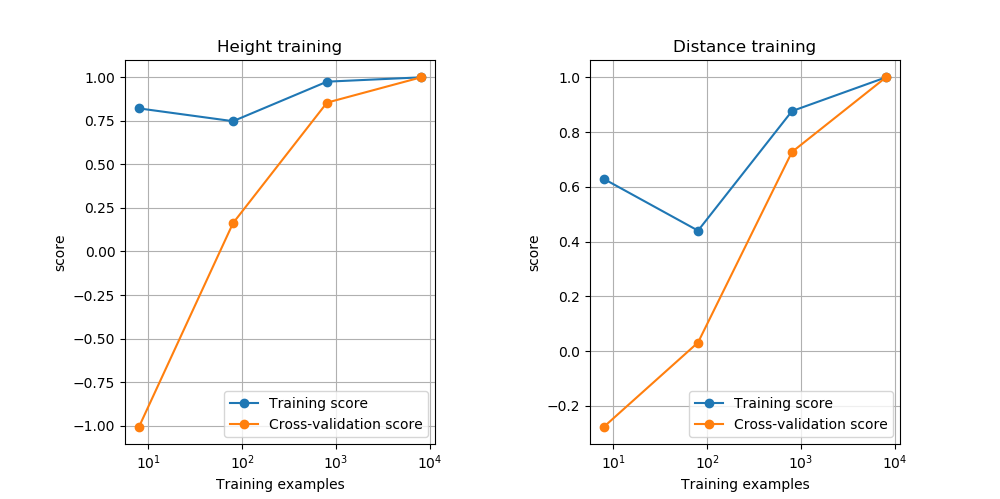 Height training
1.00
0.75
0.50
0.25
0.00
−0.25
−0.50
−0.75
−1.00
score
Training score
Cross-validation score
10¹
10²
10³
10⁴
Training examples
Distance training
1.0
0.8
0.6
0.4
0.2
0.0
−0.2
score
Training score
Cross-validation score
10¹
10²
10³
10⁴
Training examples